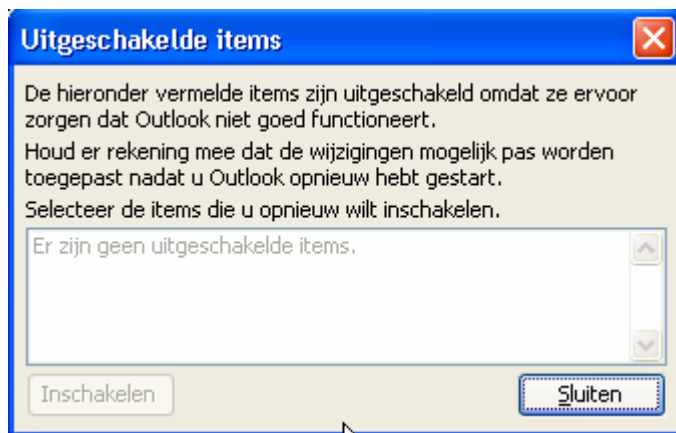 Uitgeschakelde items
De hieronder vermelde items zijn uitgeschakeld omdat ze ervoor
zorgen dat Outlook niet goed functioneert.
Houd er rekening mee dat de wijzigingen mogelijk pas worden
toegepast nadat u Outlook opnieuw hebt gestart.
Selecteer de items die u opnieuw wilt inschakelen.
Er zijn geen uitgeschakelde items.
Inschakelen
Sluiten